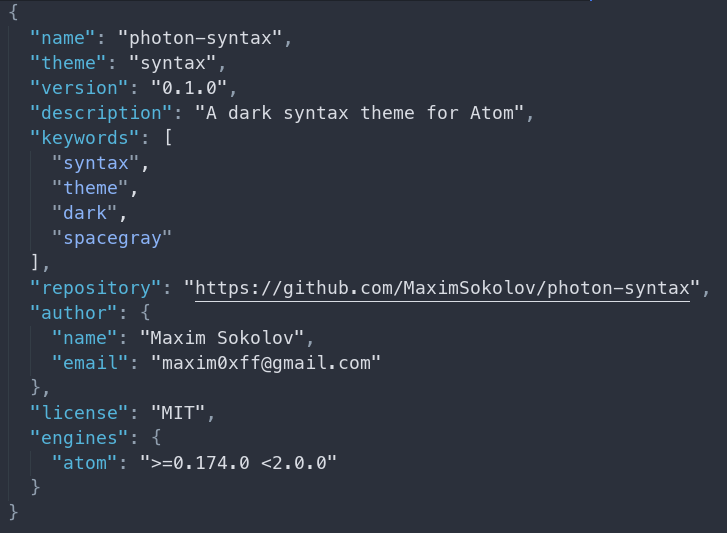 {
  "name": "photon-syntax",
  "theme": "syntax",
  "version": "0.1.0",
  "description": "A dark syntax theme for Atom",
  "keywords": [
    "syntax",
    "theme",
    "dark",
    "spacegray"
  ],
  "repository": "https://github.com/MaximSokolov/photon-syntax",
  "author": {
    "name": "Maxim Sokolov",
    "email": "maxim0xff@gmail.com"
  },
  "license": "MIT",
  "engines": {
    "atom": ">=0.174.0 <2.0.0"
  }
}